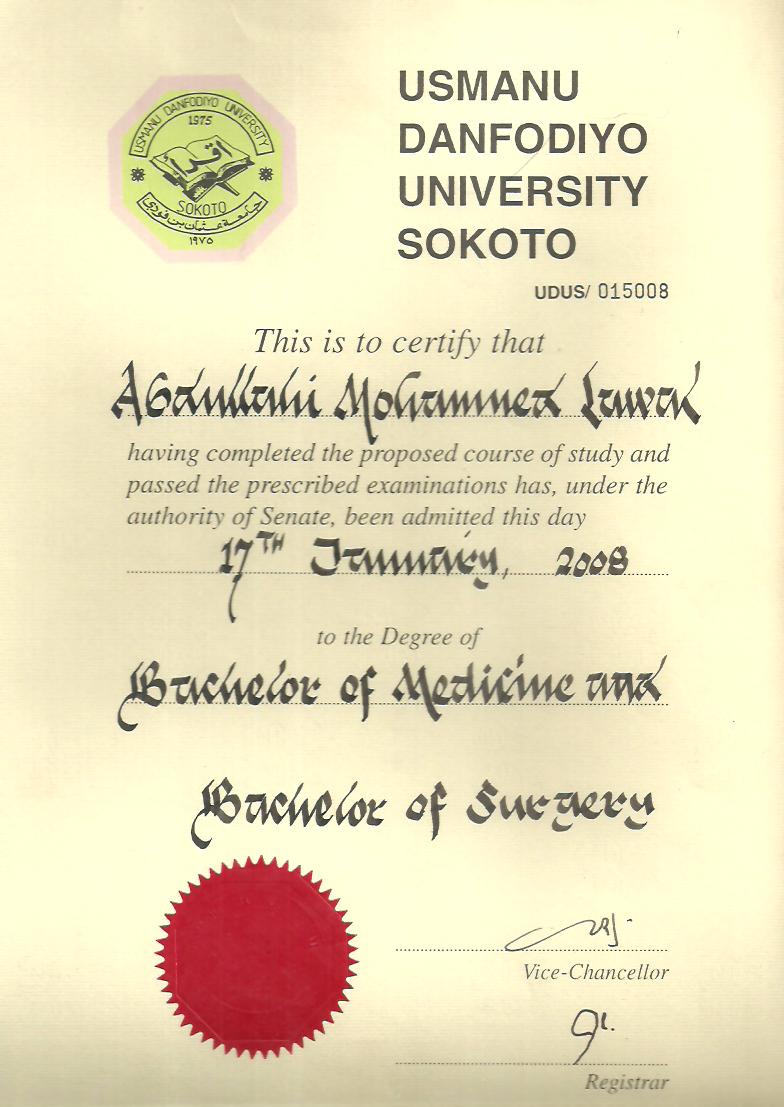 USMANU DANFODIYO UNIVERSITY
1975
اقرأ
SOKOTO
جامعة عثمان بن فودي
١٩٧٥
USMANU
DANFODIYO
UNIVERSITY
SOKOTO
UDUS/ 015008
This is to certify that
Abdullahi Mohammed Lawal
having completed the proposed course of study and
passed the prescribed examinations has, under the
authority of Senate, been admitted this day
17TH January, 2008
to the Degree of
Bachelor of Medicine and
Bachelor of Surgery
Vice-Chancellor
Registrar